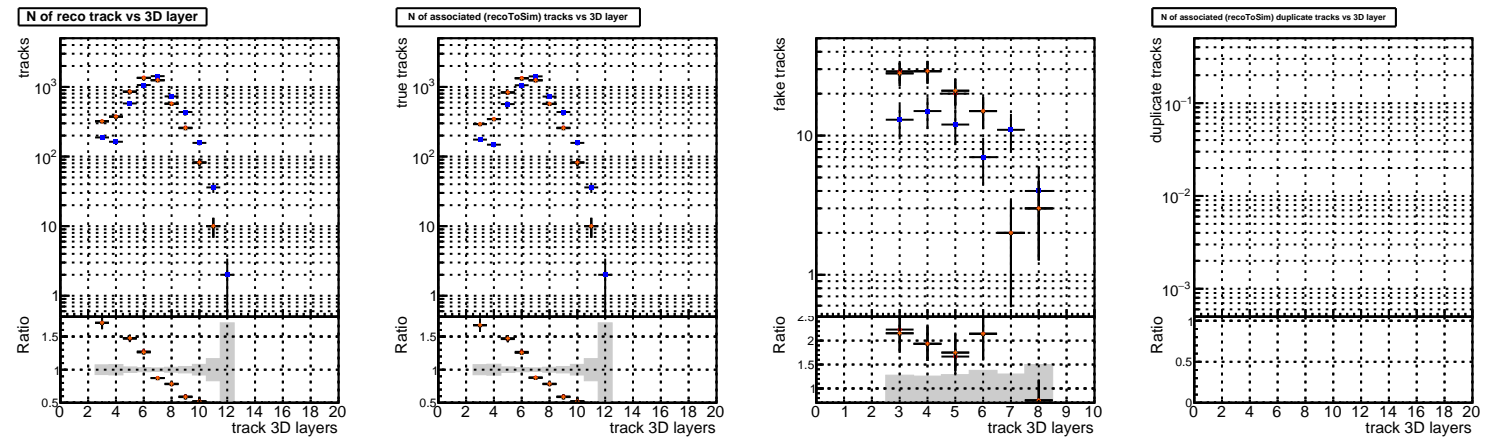 N of reco track vs 3D layer
tracks
10³
10²
10
1
Ratio
1.5
1
0.5
0 2 4 6 8 10 12 14 16 18 20
track 3D layers
N of associated (recoToSim) tracks vs 3D layer
true tracks
10³
10²
10
1
Ratio
1.5
1
0.5
0 2 4 6 8 10 12 14 16 18 20
track 3D layers
fake tracks
10
1
Ratio
2.5
2
1.5
1
0 1 2 3 4 5 6 7 8 9 10
track 3D layers
N of associated (recoToSim) duplicate tracks vs 3D layer
duplicate tracks
10⁻¹
10⁻²
10⁻³
Ratio
1
0.5
0
0 2 4 6 8 10 12 14 16 18 20
track 3D layers